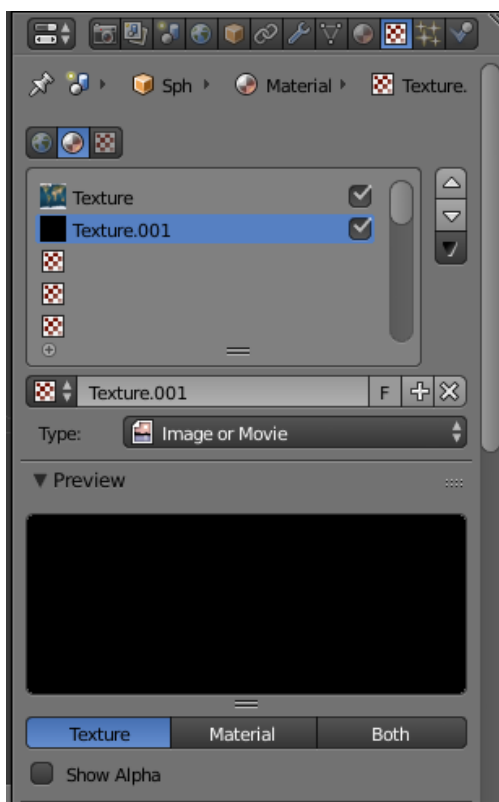 Sph Material Texture.
Texture
Texture.001
Texture.001 F
Type: Image or Movie
Preview
Texture Material Both
Show Alpha